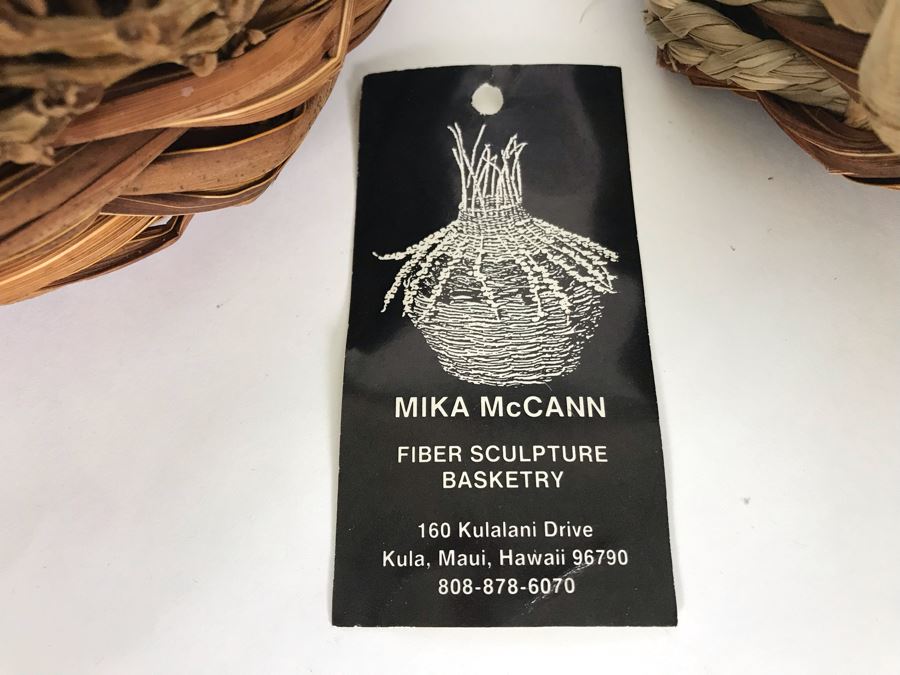 MIKA McCANN
FIBER SCULPTURE
BASKETRY
160 Kulalani Drive
Kula, Maui, Hawaii 96790
808-878-6070